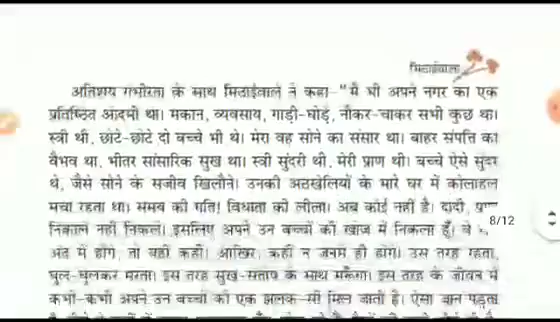 मिठाईवाला
अतिशय गंभीरता के साथ मिठाईवाले ने कहा-"मैं भी अपने नगर का एक
प्रतिष्ठित आदमी था। मकान, व्यवसाय, गाड़ी-घोड़े, नौकर-चाकर सभी कुछ था।
स्त्री थी, छोटे-छोटे दो बच्चे भी थे। मेरा वह सोने का संसार था। बाहर संपत्ति का
वैभव था, भीतर सांसारिक सुख था। स्त्री सुंदरी थी, मेरी प्राण थी। बच्चे ऐसे सुंदर
थे, जैसे सोने के सजीव खिलौने। उनकी अठखेलियों के मारे घर में कोलाहल
मचा रहता था। समय की गति! विधाता की लीला। अब कोई नहीं है। दादी, प्राण
निकाले नहीं निकले। इसलिए अपने उन बच्चों की खोज में निकला हूँ। वे
8/12
अंत में होंगे, तो यहीं कहीं। आखिर, कहीं न जनमे ही होंगे। उस तरह रहता,
घुल-घुलकर मरता। इस तरह सुख-संतोष के साथ मरूँगा। इस तरह के जीवन में
कभी-कभी अपने उन बच्चों की एक झलक-सी मिल जाती है। ऐसा जान पड़ता